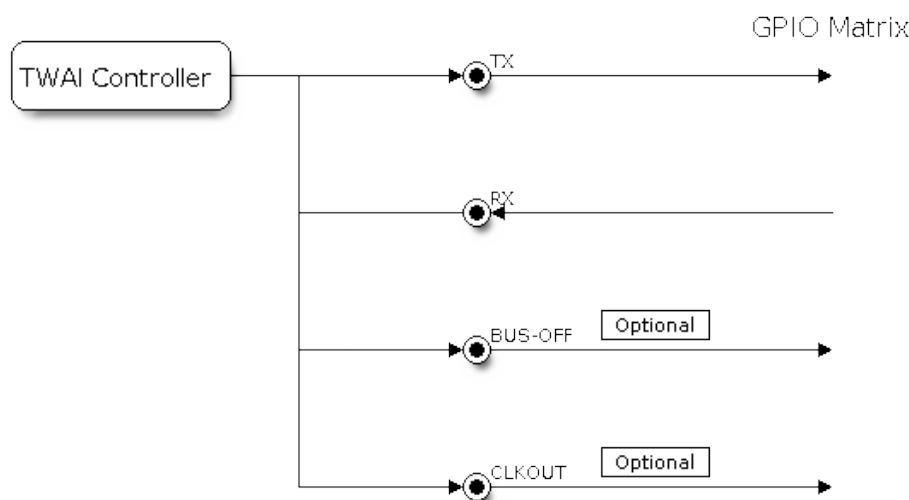 GPIO Matrix
TWAI Controller
TX
RX
BUS-OFF
Optional
CLKOUT
Optional